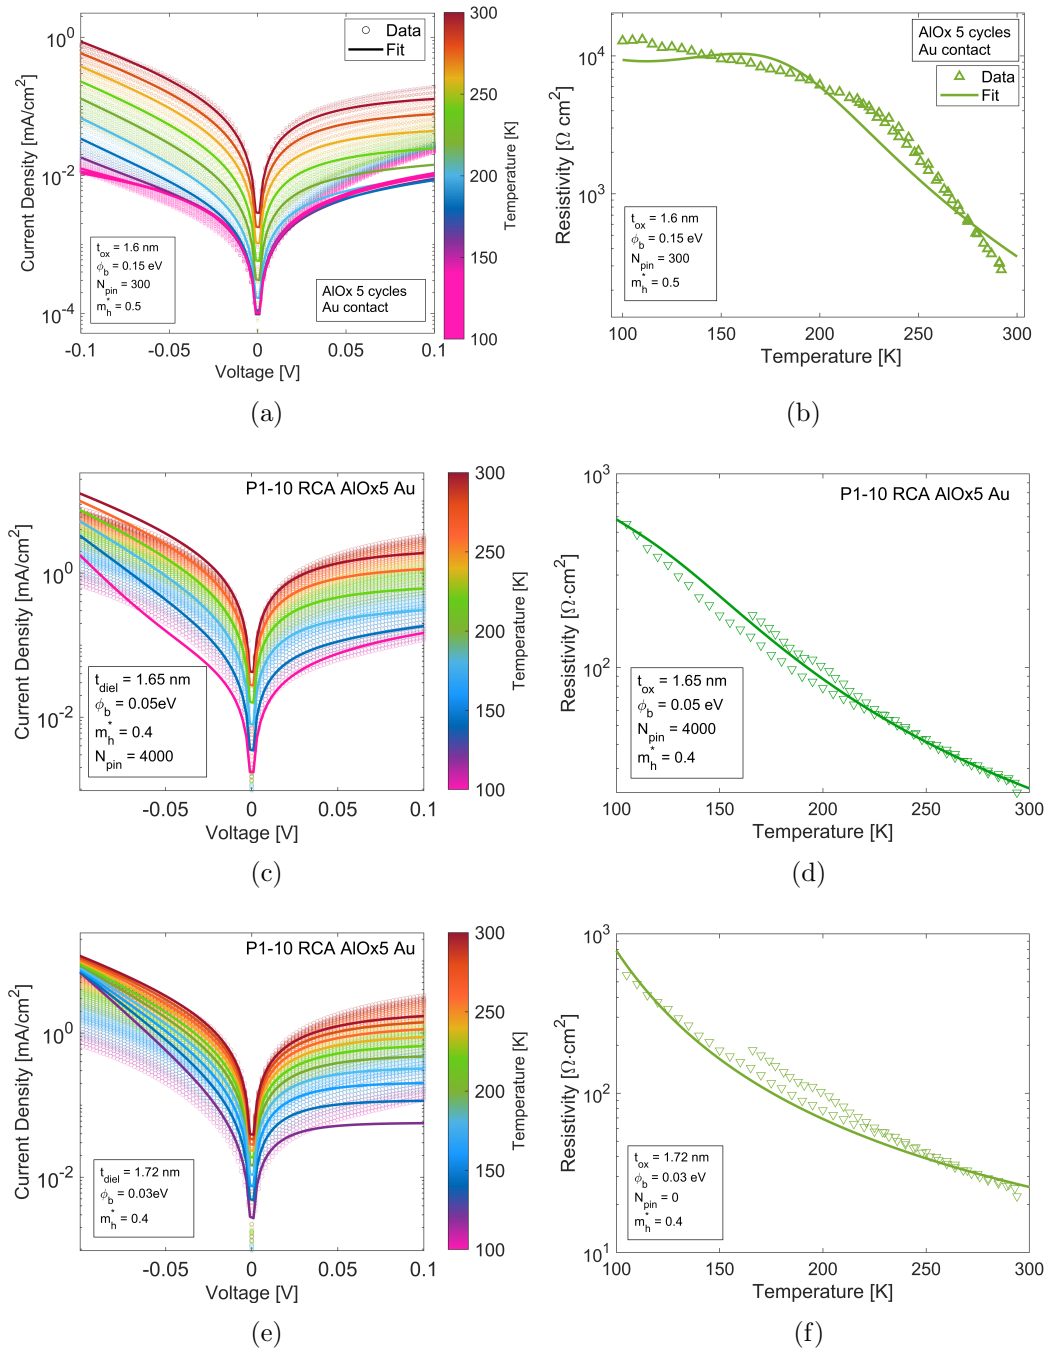 10^0
10^-2
10^-4
Current Density [mA/cm^2]
-0.1
-0.05
0
0.05
0.1
Voltage [V]
Data
Fit
t_ox = 1.6 nm
ϕ_b = 0.15 eV
N_pin = 300
m_h^* = 0.5
AlOx 5 cycles
Au contact
300
250
200
150
100
Temperature [K]
(a)
10^4
10^3
Resistivity [Ω cm^2]
100
150
200
250
300
Temperature [K]
AlOx 5 cycles
Au contact
Data
Fit
t_ox = 1.6 nm
ϕ_b = 0.15 eV
N_pin = 300
m_h^* = 0.5
(b)
P1-10 RCA AlOx5 Au
10^0
10^-2
Current Density [mA/cm^2]
-0.05
0
0.05
0.1
Voltage [V]
t_diel = 1.65 nm
ϕ_b = 0.05eV
m_h^* = 0.4
N_pin = 4000
300
250
200
150
100
Temperature [K]
(c)
P1-10 RCA AlOx5 Au
10^3
10^2
Resistivity [Ω·cm^2]
100
150
200
250
300
Temperature [K]
t_ox = 1.65 nm
ϕ_b = 0.05 eV
N_pin = 4000
m_h^* = 0.4
(d)
P1-10 RCA AlOx5 Au
10^0
10^-2
Current Density [mA/cm^2]
-0.05
0
0.05
0.1
Voltage [V]
t_diel = 1.72 nm
ϕ_b = 0.03eV
m_h^* = 0.4
300
250
200
150
100
Temperature [K]
(e)
10^3
10^2
10^1
Resistivity [Ω·cm^2]
100
150
200
250
300
Temperature [K]
t_ox = 1.72 nm
ϕ_b = 0.03 eV
N_pin = 0
m_h^* = 0.4
(f)